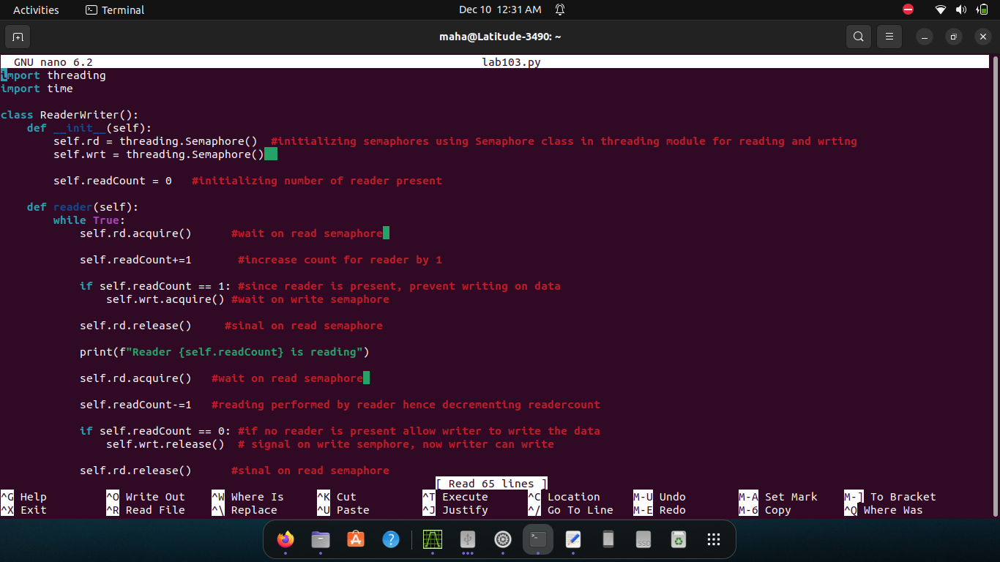 Activities Terminal Dec 10 12:31 AM
maha@Latitude-3490: ~
GNU nano 6.2 lab103.py
import threading
import time
class ReaderWriter():
    def __init__(self):
        self.rd = threading.Semaphore()  #initializing semaphores using Semaphore class in threading module for reading and wrting
        self.wrt = threading.Semaphore()
        self.readCount = 0   #initializing number of reader present
    def reader(self):
        while True:
            self.rd.acquire()      #wait on read semaphore
            self.readCount+=1       #increase count for reader by 1
            if self.readCount == 1: #since reader is present, prevent writing on data
                self.wrt.acquire() #wait on write semaphore
            self.rd.release()     #sinal on read semaphore
            print(f"Reader {self.readCount} is reading")
            self.rd.acquire()   #wait on read semaphore
            self.readCount-=1   #reading performed by reader hence decrementing readercount
            if self.readCount == 0: #if no reader is present allow writer to write the data
                self.wrt.release()  # signal on write semphore, now writer can write
            self.rd.release()      #sinal on read semaphore
[ Read 65 lines ]
^G Help ^O Write Out ^W Where Is ^K Cut ^T Execute ^C Location M-U Undo M-A Set Mark M-] To Bracket
^X Exit ^R Read File ^\ Replace ^U Paste ^J Justify ^/ Go To Line M-E Redo M-6 Copy ^Q Where Was
SSD